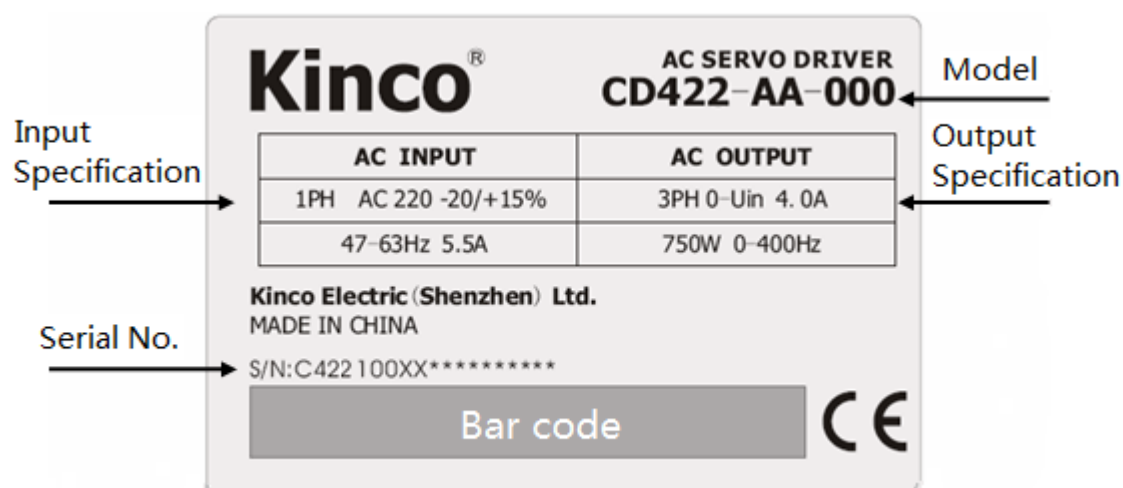 Kinco®
AC SERVO DRIVER
CD422-AA-000
Model
Input
Specification
AC INPUT
AC OUTPUT
1PH AC 220 -20/+15%
3PH 0-Uin 4.0A
47-63Hz 5.5A
750W 0-400Hz
Output
Specification
Kinco Electric (Shenzhen) Ltd.
MADE IN CHINA
Serial No.
S/N:C422100XX**********
Bar code
CE